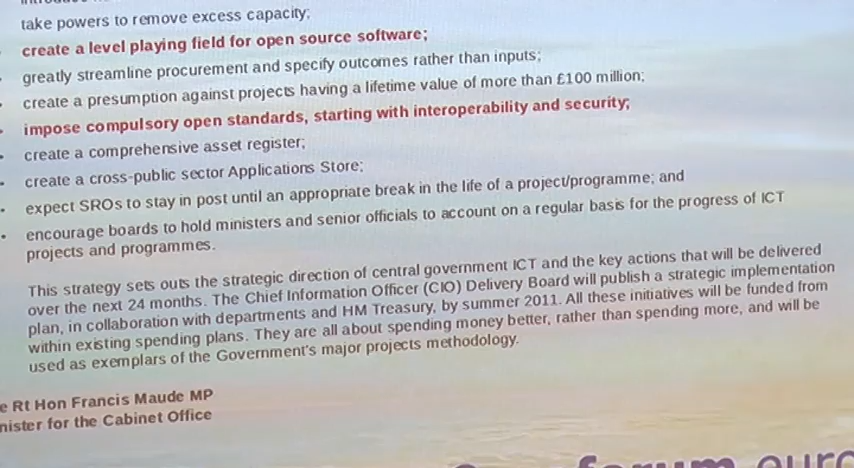 take powers to remove excess capacity;
create a level playing field for open source software;
greatly streamline procurement and specify outcomes rather than inputs;
create a presumption against projects having a lifetime value of more than £100 million;
impose compulsory open standards, starting with interoperability and security;
create a comprehensive asset register;
create a cross-public sector Applications Store;
expect SROs to stay in post until an appropriate break in the life of a project/programme; and
encourage boards to hold ministers and senior officials to account on a regular basis for the progress of ICT
projects and programmes.
This strategy sets outs the strategic direction of central government ICT and the key actions that will be delivered
over the next 24 months. The Chief Information Officer (CIO) Delivery Board will publish a strategic implementation
plan, in collaboration with departments and HM Treasury, by summer 2011. All these initiatives will be funded from
within existing spending plans. They are all about spending money better, rather than spending more, and will be
used as exemplars of the Government's major projects methodology.
e Rt Hon Francis Maude MP
nister for the Cabinet Office